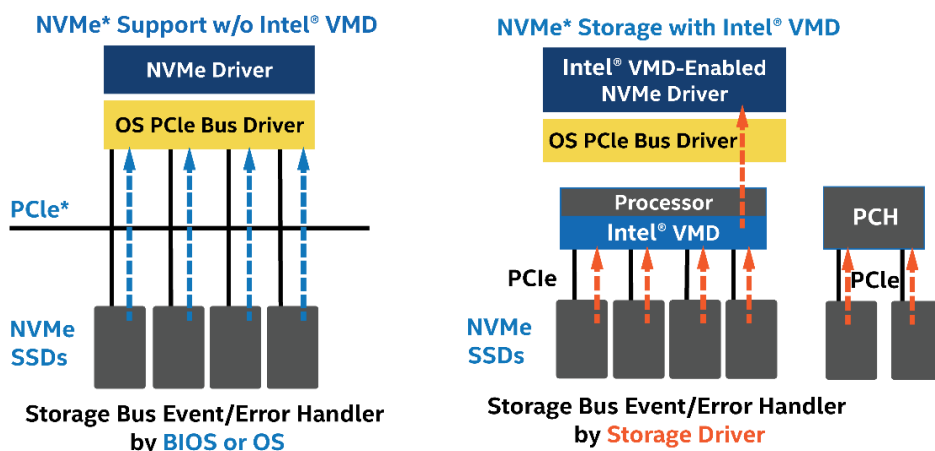 NVMe* Support w/o Intel® VMD
NVMe Driver
OS PCIe Bus Driver
PCIe*
NVMe
SSDs
Storage Bus Event/Error Handler
by BIOS or OS
NVMe* Storage with Intel® VMD
Intel® VMD-Enabled
NVMe Driver
OS PCIe Bus Driver
Processor
Intel® VMD
PCH
PCIe
PCIe
NVMe
SSDs
Storage Bus Event/Error Handler
by Storage Driver